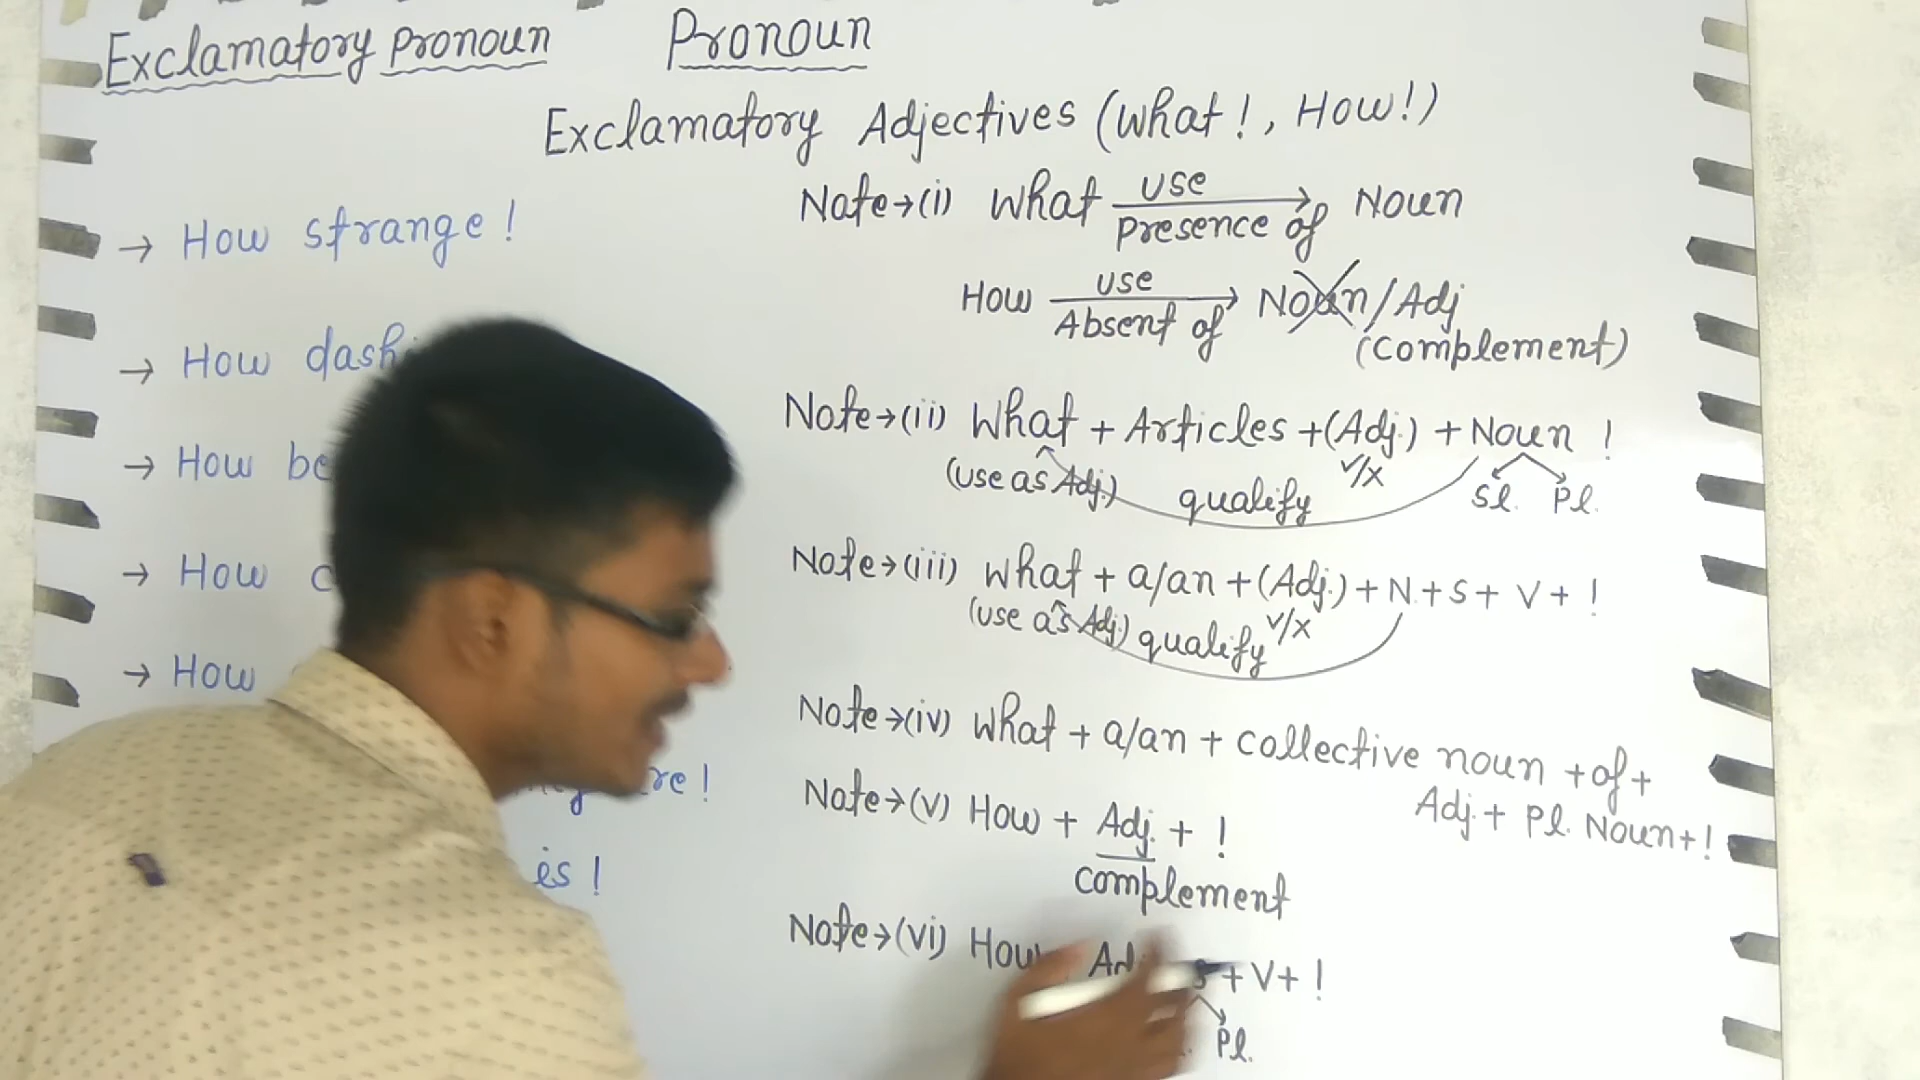 Exclamatory pronoun
Pronoun
Exclamatory Adjectives (what!, How!)
→ How strange!
→ How
→ How
→ How
→ How
is!
Note→(i) What use presence of → Noun
How use Absent of → Noun/Adj
(complement)
Note→(ii) What + Articles +(Adj.) + Noun !
(use as Adj.) qualify √/x Sl. Pl.
Note→(iii) what + a/an +(Adj.) + N + S + V + !
(use as Adj.) qualify √/x
Note→(iv) what + a/an + collective noun + of +
Adj. + Pl. Noun + !
Note→(v) How + Adj. + !
complement
Note→(vi) How S + V + !
Pl.